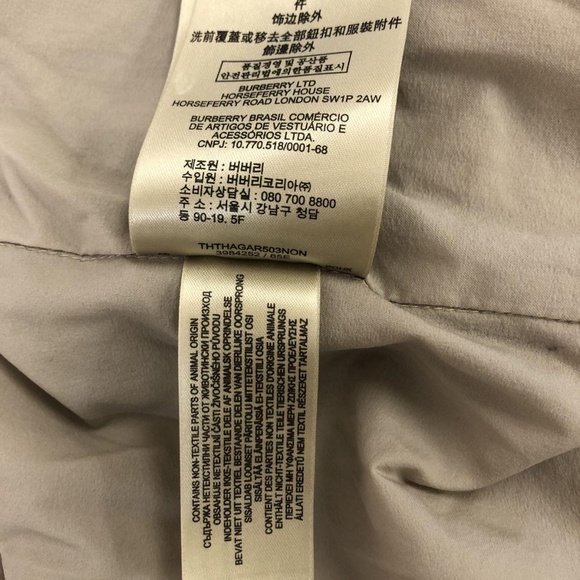 件
饰边除外
洗前覆蓋或移去全部鈕扣和服裝附件
飾邊除外
품질경영 및 공산품
안전관리법에의한품질표시
BURBERRY LTD
HORSEFERRY HOUSE
HORSEFERRY ROAD LONDON SW1P 2AW
BURBERRY BRASIL COMÉRCIO
DE ARTIGOS DE VESTUÁRIO E
ACESSÓRIOS LTDA.
CNPJ: 10.770.518/0001-68
제조원 : 버버리
수입원 : 버버리코리아㈜
소비자상담실 : 080 700 8800
주 소 : 서울시 강남구 청담
동 90-19. 5F
THTHAGAR503NON
3984252 / 65E
CONTAINS NON-TEXTILE PARTS OF ANIMAL ORIGIN
СЪДЪРЖА НЕТЕКСТИЛНИ ЧАСТИ ОТ ЖИВОТИНСКИ ПРОИЗХОД
OBSAHUJE NETEXTILNÍ ČÁSTI ŽIVOČIŠNÉHO PŮVODU
INDEHOLDER IKKE-TEKSTILE DELE AF ANIMALSK OPRINDELSE
BEVAT NIET UIT TEXTIEL BESTAANDE DELEN VAN DIERLIJKE OORSPRONG
SISALDAB LOOMSET PÄRITOLU MITTETEKSTIILIST OSI
SISÄLTÄÄ ELÄINPERÄISIÄ EI-TEKSTIILI OSIA
CONTIENT DES PARTIES NON TEXTILES D'ORIGINE ANIMALE
ENTHÄLT NICHT-TEXTILE TEILE TIERISCHEN URSPRUNGS
ΠΕΡΙΕΧΕΙ ΜΗ ΥΦΑΝΣΙΜΑ ΜΕΡΗ ΖΩΙΚΗΣ ΠΡΟΕΛΕΥΣΗΣ
ÁLLATI EREDETŰ NEM TEXTIL RÉSZEKET TARTALMAZ